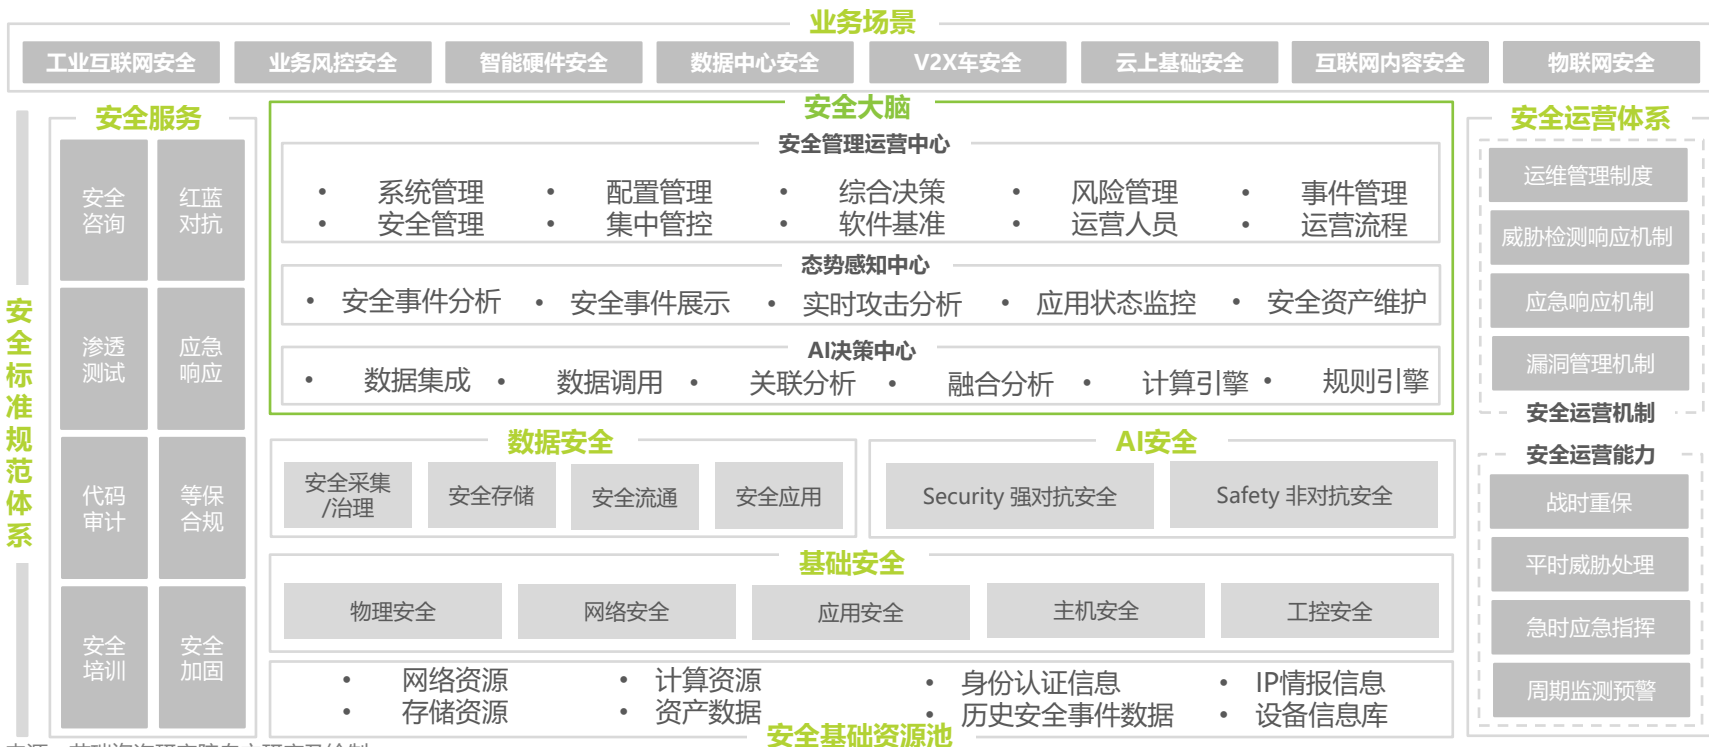 业务场景
工业互联网安全
业务风控安全
智能硬件安全
数据中心安全
V2X车安全
云上基础安全
互联网内容安全
物联网安全
安全标准规范体系
安全服务
安全
咨询
红蓝
对抗
渗透
测试
应急
响应
代码
审计
等保
合规
安全
培训
安全
加固
安全大脑
安全管理运营中心
• 系统管理 • 配置管理 • 综合决策 • 风险管理 • 事件管理
• 安全管理 • 集中管控 • 软件基准 • 运营人员 • 运营流程
态势感知中心
• 安全事件分析 • 安全事件展示 • 实时攻击分析 • 应用状态监控 • 安全资产维护
AI决策中心
• 数据集成 • 数据调用 • 关联分析 • 融合分析 • 计算引擎 • 规则引擎
数据安全
安全采集
/治理
安全存储
安全流通
安全应用
AI安全
Security 强对抗安全
Safety 非对抗安全
基础安全
物理安全
网络安全
应用安全
主机安全
工控安全
• 网络资源 • 计算资源 • 身份认证信息 • IP情报信息
• 存储资源 • 资产数据 • 历史安全事件数据 • 设备信息库
安全基础资源池
安全运营体系
运维管理制度
威胁检测响应机制
应急响应机制
漏洞管理机制
安全运营机制
安全运营能力
战时重保
平时威胁处理
急时应急指挥
周期监测预警